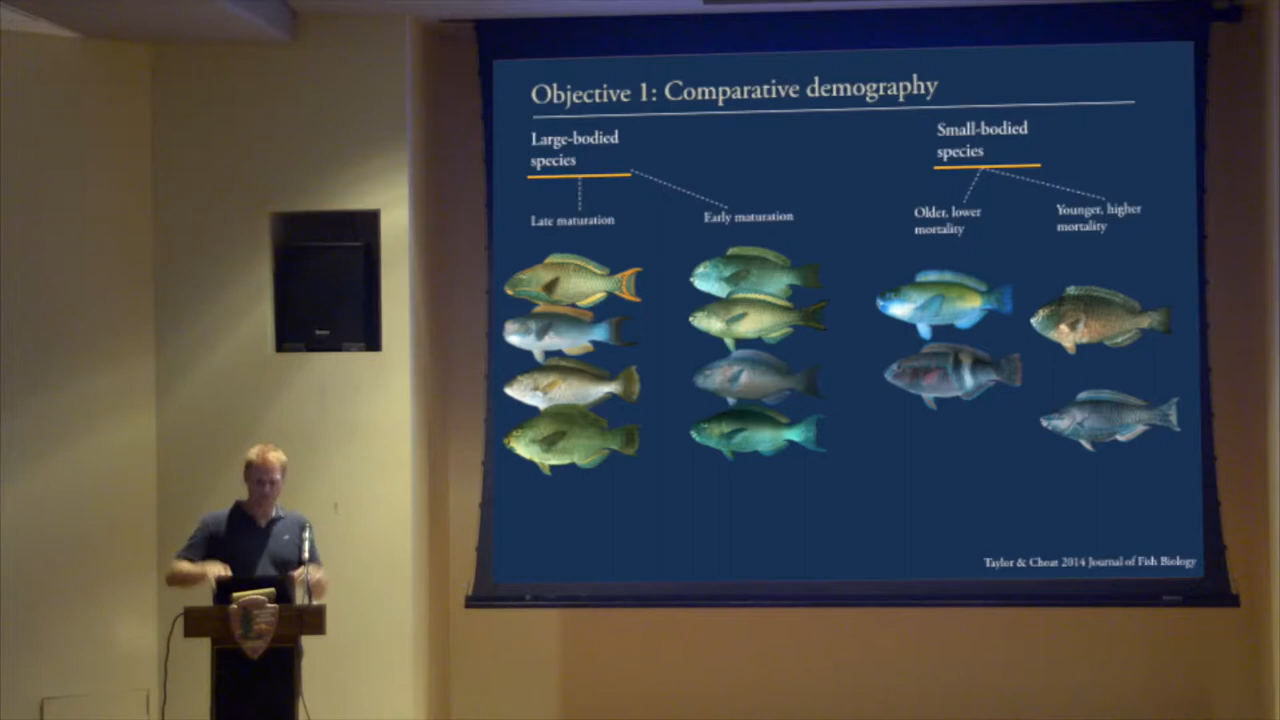 Objective 1: Comparative demography
Large-bodied
species
Small-bodied
species
Late maturation
Early maturation
Older, lower
mortality
Younger, higher
mortality
Taylor & Choat 2014 Journal of Fish Biology